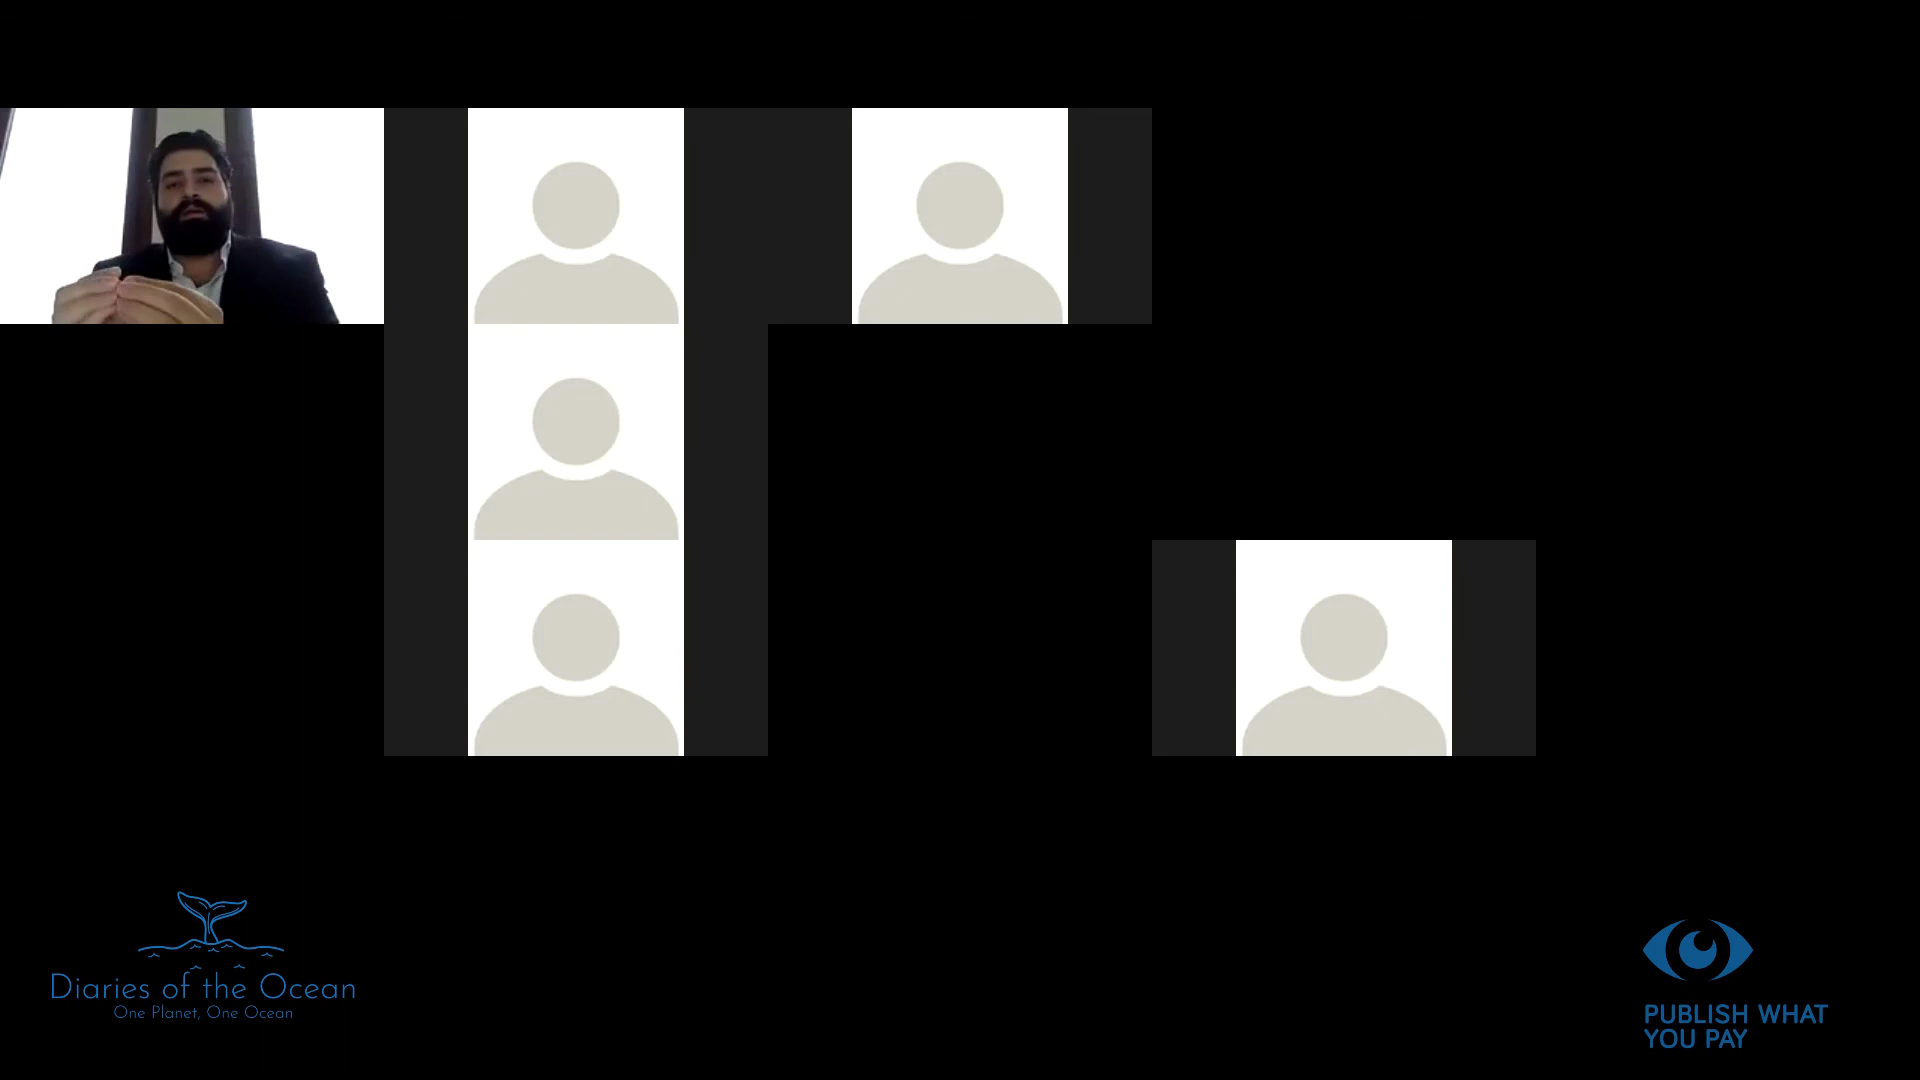 Diaries of the Ocean
One Planet, One Ocean
PUBLISH WHAT
YOU PAY